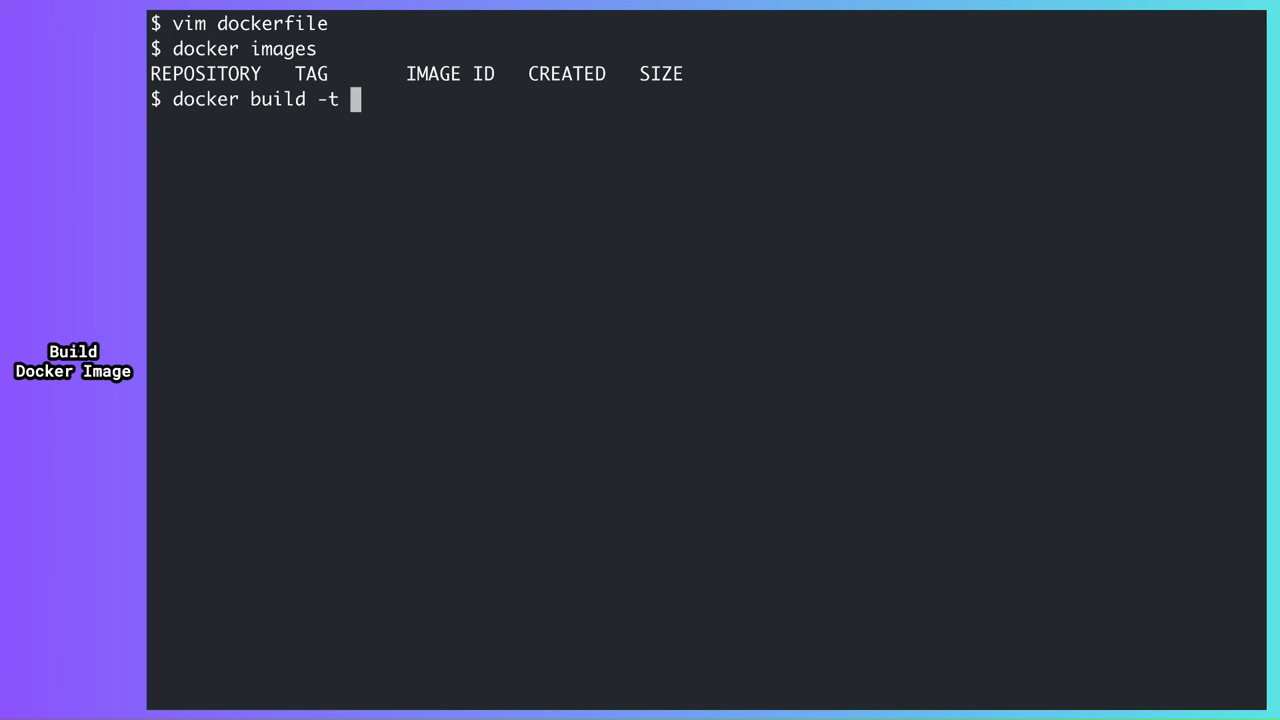 $ vim dockerfile
$ docker images
REPOSITORY   TAG       IMAGE ID   CREATED   SIZE
$ docker build -t
Build
Docker Image